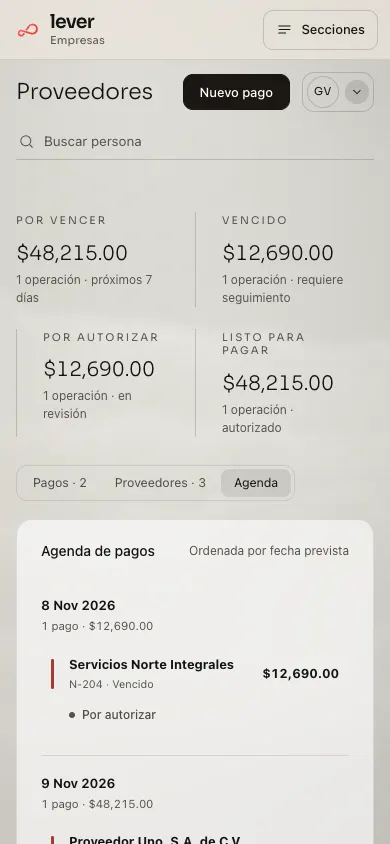 lever
Empresas
Secciones
Proveedores
Nuevo pago
GV
Buscar persona
POR VENCER
$48,215.00
1 operación · próximos 7
días
VENCIDO
$12,690.00
1 operación · requiere
seguimiento
POR AUTORIZAR
$12,690.00
1 operación · en
revisión
LISTO PARA
PAGAR
$48,215.00
1 operación ·
autorizado
Pagos · 2
Proveedores · 3
Agenda
Agenda de pagos
Ordenada por fecha prevista
8 Nov 2026
1 pago · $12,690.00
Servicios Norte Integrales
$12,690.00
N-204 · Vencido
Por autorizar
9 Nov 2026
1 pago · $48,215.00
Proveedor Uno, S.A. de C.V.